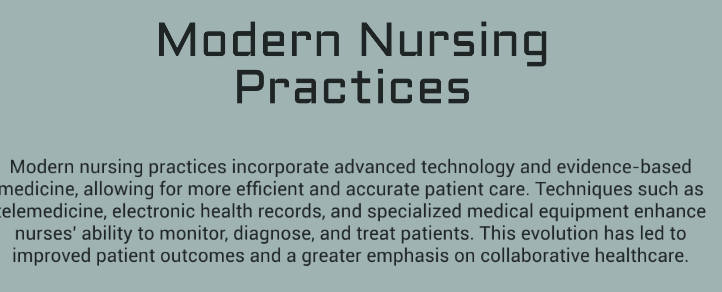 Modern Nursing
Practices
Modern nursing practices incorporate advanced technology and evidence-based
medicine, allowing for more efficient and accurate patient care. Techniques such as
telemedicine, electronic health records, and specialized medical equipment enhance
nurses' ability to monitor, diagnose, and treat patients. This evolution has led to
improved patient outcomes and a greater emphasis on collaborative healthcare.